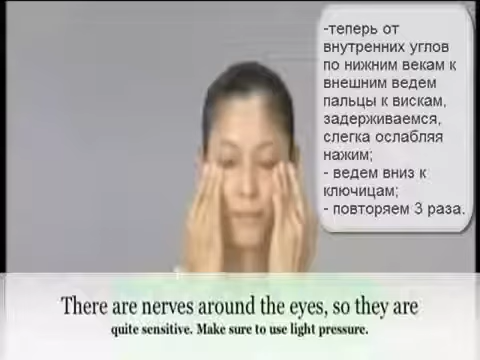 -теперь от
внутренних углов
по нижним векам к
внешним ведем
пальцы к вискам,
задерживаемся,
слегка ослабляя
нажим;
- ведем вниз к
ключицам;
- повторяем 3 раза.
There are nerves around the eyes, so they are
quite sensitive. Make sure to use light pressure.